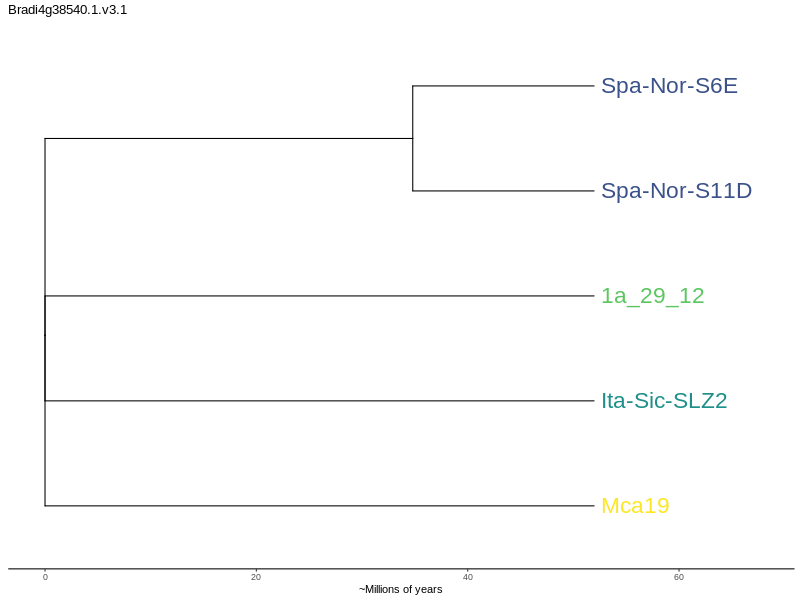 Bradi4g38540.1.v3.1
Spa-Nor-S6E
Spa-Nor-S11D
1a_29_12
Ita-Sic-SLZ2
Mca19
0 20 40 60
~Millions of years